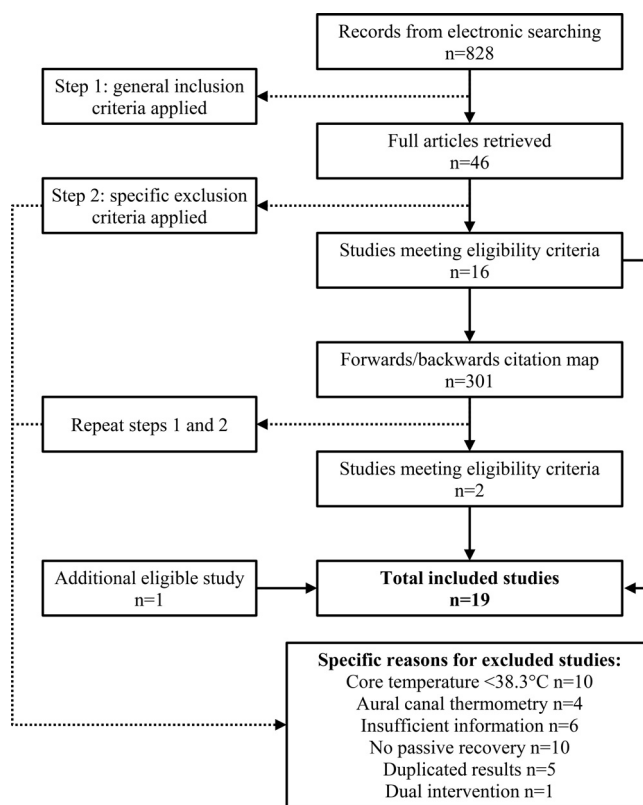 Records from electronic searching
n=828
Step 1: general inclusion
criteria applied
Full articles retrieved
n=46
Step 2: specific exclusion
criteria applied
Studies meeting eligibility criteria
n=16
Forwards/backwards citation map
n=301
Repeat steps 1 and 2
Studies meeting eligibility criteria
n=2
Additional eligible study
n=1
Total included studies
n=19
Specific reasons for excluded studies:
Core temperature <38.3°C n=10
Aural canal thermometry n=4
Insufficient information n=6
No passive recovery n=10
Duplicated results n=5
Dual intervention n=1